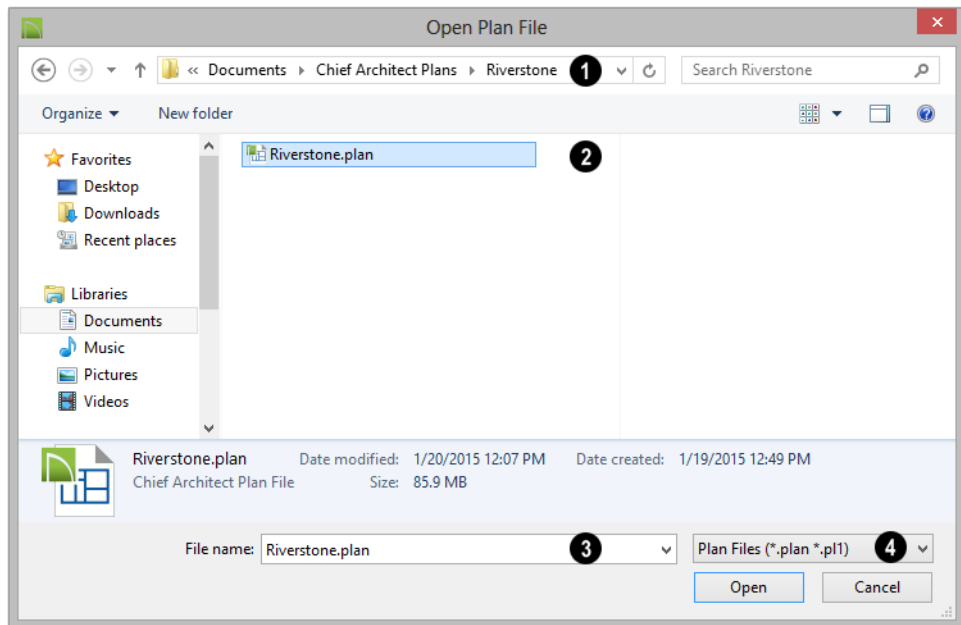 Open Plan File
« Documents Chief Architect Plans Riverstone 1 Search Riverstone
Organize New folder
Favorites
Desktop
Downloads
Recent places
Libraries
Documents
Music
Pictures
Videos
Riverstone.plan 2
Riverstone.plan Date modified: 1/20/2015 12:07 PM Date created: 1/19/2015 12:49 PM
Chief Architect Plan File Size: 85.9 MB
File name: Riverstone.plan 3 Plan Files (*.plan *.pl1) 4
Open Cancel